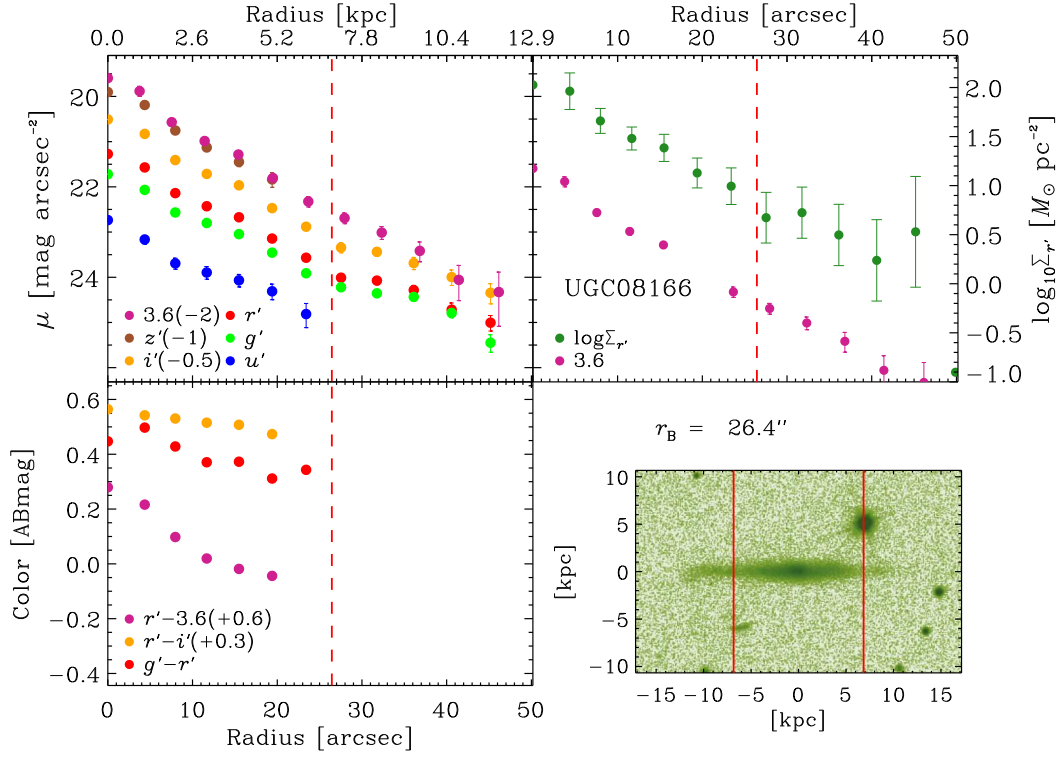 Radius [kpc]
Radius [arcsec]
0.0 2.6 5.2 7.8 10.4 12.9
10 20 30 40 50
20
22
24
μ [mag arcsec⁻²]
3.6(−2)
r′
z′(−1)
g′
i′(−0.5)
u′
UGC08166
logΣr′
3.6
2.0
1.5
1.0
0.5
0.0
−0.5
−1.0
log₁₀Σr′ [M⊙ pc⁻²]
0.6
0.4
0.2
0.0
−0.2
−0.4
Color [ABmag]
r′−3.6(+0.6)
r′−i′(+0.3)
g′−r′
0 10 20 30 40 50
Radius [arcsec]
r_B = 26.4″
10
5
0
−5
−10
[kpc]
−15 −10 −5 0 5 10 15
[kpc]